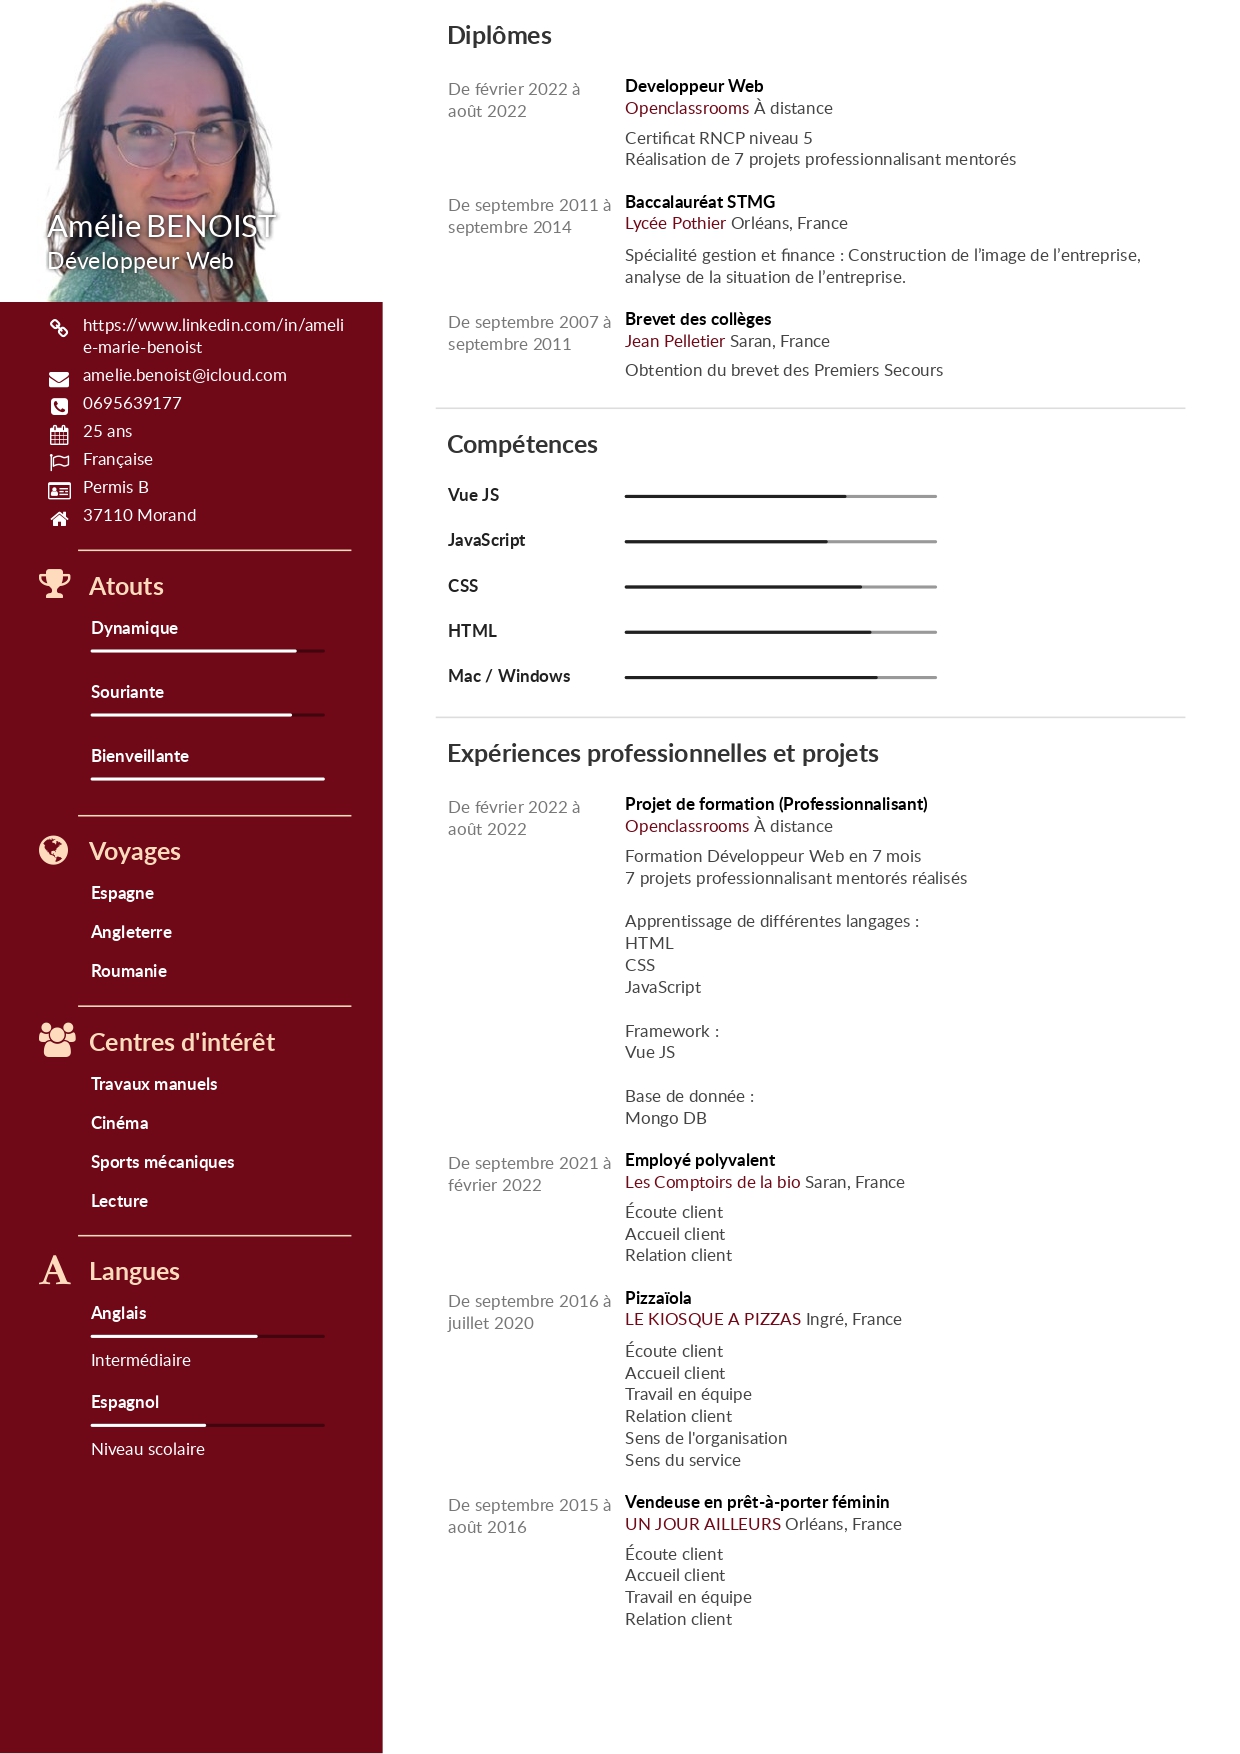 Amélie BENOIST
Développeur Web
https://www.linkedin.com/in/ameli
e-marie-benoist
amelie.benoist@icloud.com
0695639177
25 ans
Française
Permis B
37110 Morand
Atouts
Dynamique
Souriante
Bienveillante
Voyages
Espagne
Angleterre
Roumanie
Centres d'intérêt
Travaux manuels
Cinéma
Sports mécaniques
Lecture
Langues
Anglais
Intermédiaire
Espagnol
Niveau scolaire
Diplômes
De février 2022 à
août 2022
Developpeur Web
Openclassrooms À distance
Certificat RNCP niveau 5
Réalisation de 7 projets professionnalisant mentorés
De septembre 2011 à
septembre 2014
Baccalauréat STMG
Lycée Pothier Orléans, France
Spécialité gestion et finance : Construction de l’image de l’entreprise,
analyse de la situation de l’entreprise.
De septembre 2007 à
septembre 2011
Brevet des collèges
Jean Pelletier Saran, France
Obtention du brevet des Premiers Secours
Compétences
Vue JS
JavaScript
CSS
HTML
Mac / Windows
Expériences professionnelles et projets
De février 2022 à
août 2022
Projet de formation (Professionnalisant)
Openclassrooms À distance
Formation Développeur Web en 7 mois
7 projets professionnalisant mentorés réalisés
Apprentissage de différentes langages :
HTML
CSS
JavaScript
Framework :
Vue JS
Base de donnée :
Mongo DB
De septembre 2021 à
février 2022
Employé polyvalent
Les Comptoirs de la bio Saran, France
Écoute client
Accueil client
Relation client
De septembre 2016 à
juillet 2020
Pizzaïola
LE KIOSQUE A PIZZAS Ingré, France
Écoute client
Accueil client
Travail en équipe
Relation client
Sens de l'organisation
Sens du service
De septembre 2015 à
août 2016
Vendeuse en prêt-à-porter féminin
UN JOUR AILLEURS Orléans, France
Écoute client
Accueil client
Travail en équipe
Relation client